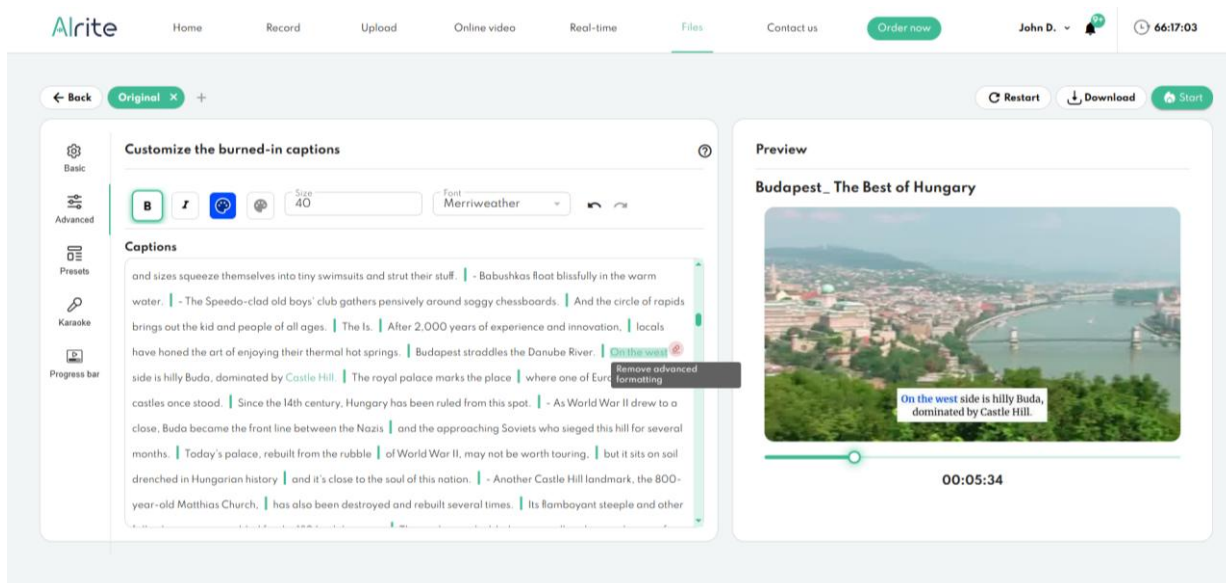 Alrite
Home
Record
Upload
Online video
Real-time
Files
Contact us
Order now
John D.
9+
66:17:03
Back
Original
Restart
Download
Start
Basic
Advanced
Presets
Karaoke
Progress bar
Customize the burned-in captions
B
I
Size
40
Font
Merriweather
Captions
and sizes squeeze themselves into tiny swimsuits and strut their stuff. - Babushkas float blissfully in the warm
water. - The Speedo-clad old boys' club gathers pensively around soggy chessboards. And the circle of rapids
brings out the kid and people of all ages. The Is. After 2,000 years of experience and innovation, locals
have honed the art of enjoying their thermal hot springs. Budapest straddles the Danube River. On the west
side is hilly Buda, dominated by Castle Hill. The royal palace marks the place where one of Euro
Remove advanced
formatting
castles once stood. Since the 14th century, Hungary has been ruled from this spot. - As World War II drew to a
close, Buda became the front line between the Nazis and the approaching Soviets who sieged this hill for several
months. Today's palace, rebuilt from the rubble of World War II, may not be worth touring, but it sits on soil
drenched in Hungarian history and it's close to the soul of this nation. - Another Castle Hill landmark, the 800-
year-old Matthias Church, has also been destroyed and rebuilt several times. Its flamboyant steeple and other
Preview
Budapest_ The Best of Hungary
On the west side is hilly Buda,
dominated by Castle Hill.
00:05:34